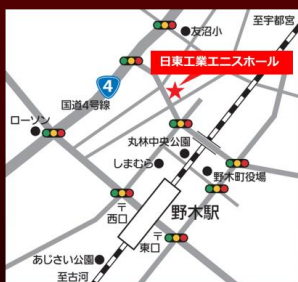 至宇都宮
友沼小
日東工業エニスホール
4
国道4号線
ローソン
丸林中央公園
しまむら
野木町役場
〒
西口
野木駅
〒
東口
あじさい公園
至古河